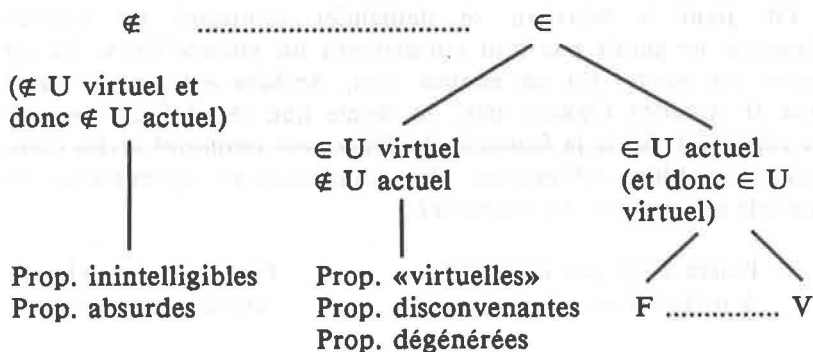 ∉ ........................................ ∈
(∉ U virtuel et
donc ∉ U actuel)
∈ U virtuel
∉ U actuel
∈ U actuel
(et donc ∈ U
virtuel)
Prop. inintelligibles
Prop. absurdes
Prop. «virtuelles»
Prop. disconvenantes
Prop. dégénérées
F ................ V